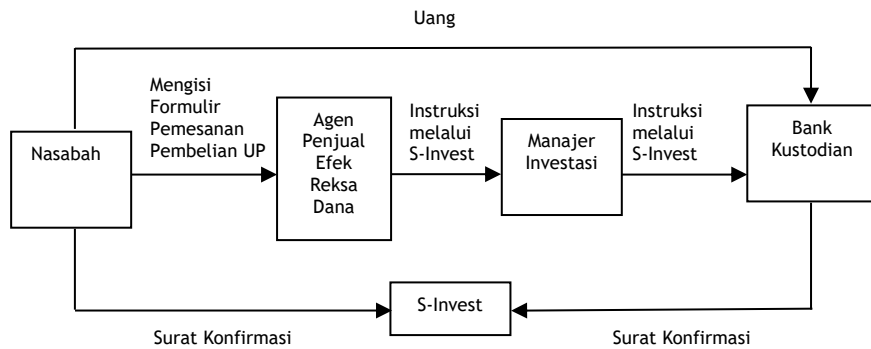 Uang
Mengisi
Formulir
Pemesanan
Pembelian UP
Nasabah
Agen
Penjual
Efek
Reksa
Dana
Instruksi
melalui
S-Invest
Manajer
Investasi
Instruksi
melalui
S-Invest
Bank
Kustodian
S-Invest
Surat Konfirmasi
Surat Konfirmasi